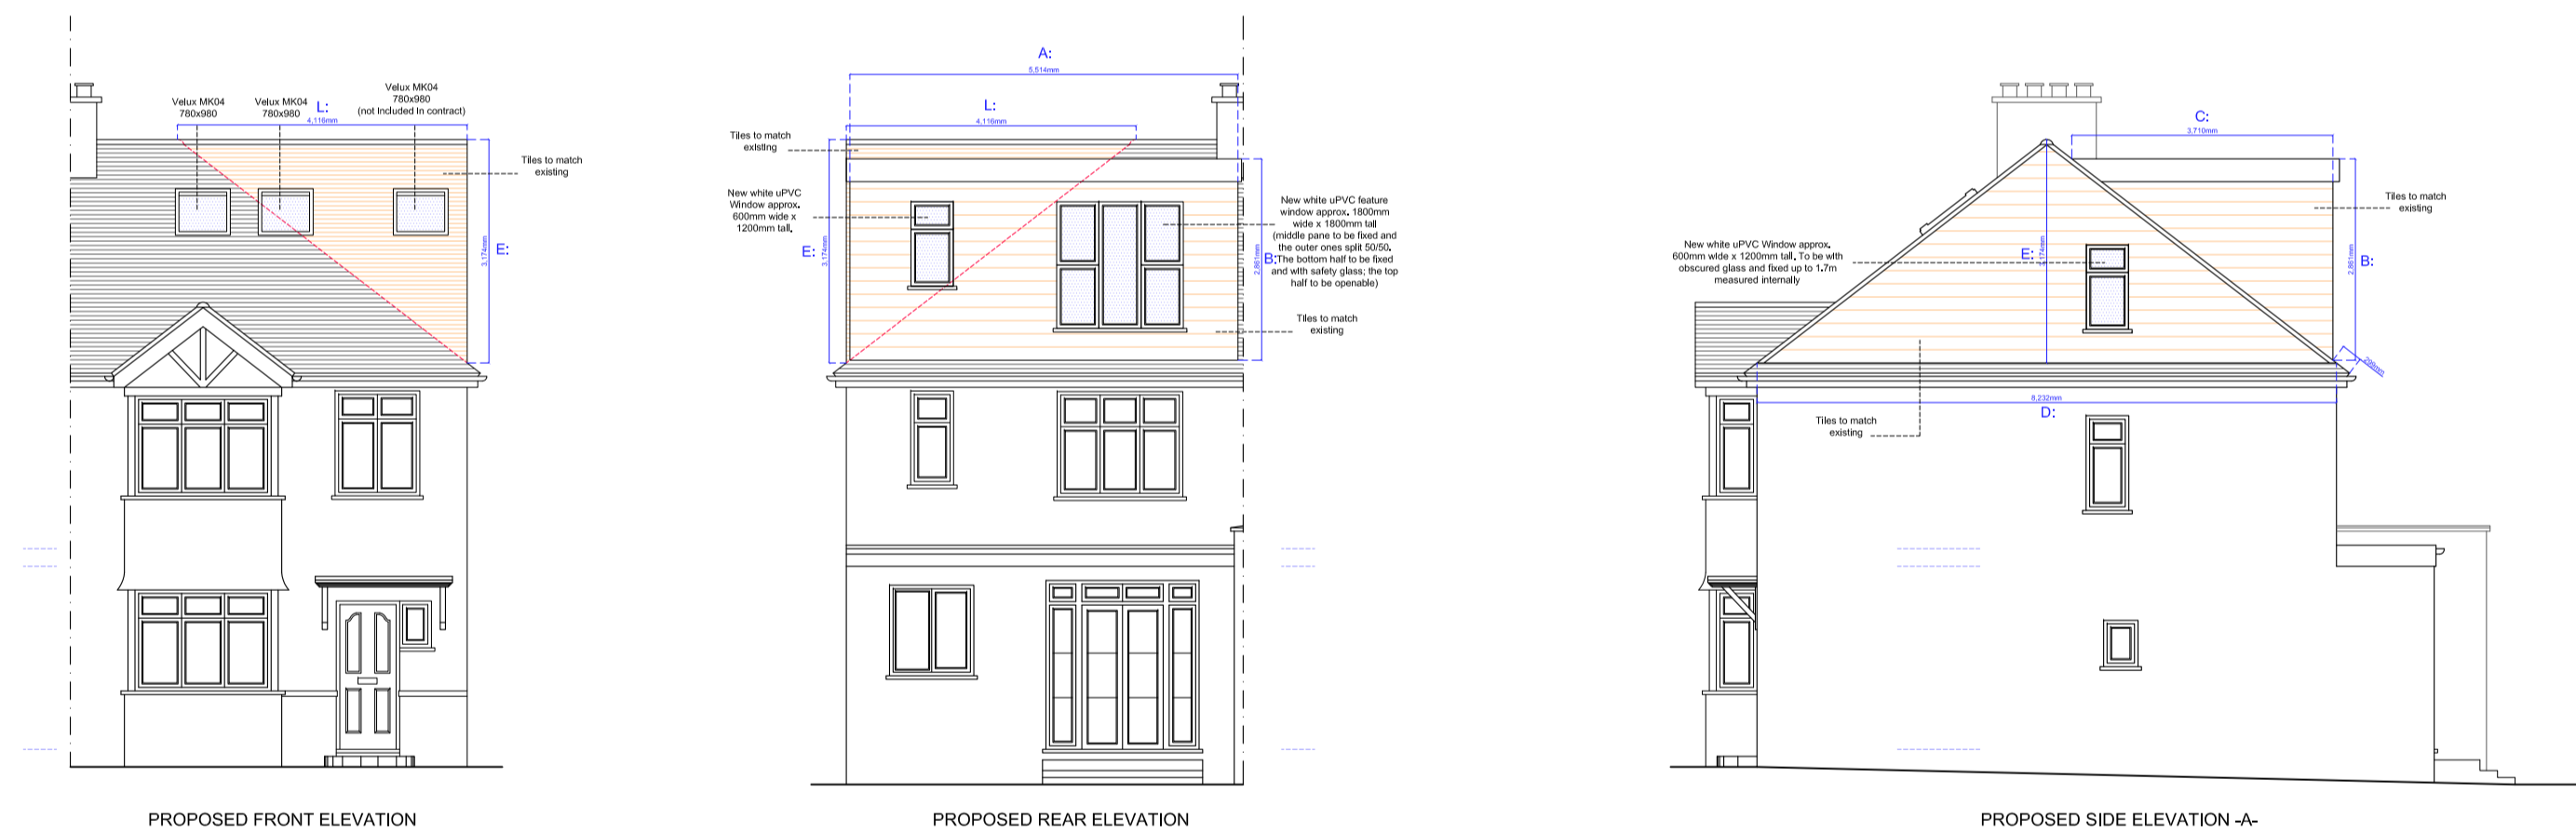 Velux MK04
780x980
Velux MK04
780x980
Velux MK04
780x980
(not included in contract)
L:
4,116mm
Tiles to match
existing
3,174mm
E:
PROPOSED FRONT ELEVATION
A:
5,514mm
L:
4,116mm
Tiles to match
existing
New white uPVC
Window approx.
600mm wide x
1200mm tall.
E:
3,174mm
2,861mm
B:
New white uPVC feature
window approx. 1800mm
wide x 1800mm tall
(middle pane to be fixed and
the outer ones split 50/50.
The bottom half to be fixed
and with safety glass; the top
half to be openable)
Tiles to match
existing
PROPOSED REAR ELEVATION
C:
3,710mm
Tiles to match
existing
New white uPVC Window approx.
600mm wide x 1200mm tall. To be with
obscured glass and fixed up to 1.7m
measured internally
E:
3,174mm
2,861mm
B:
299mm
8,232mm
D:
Tiles to match
existing
PROPOSED SIDE ELEVATION -A-